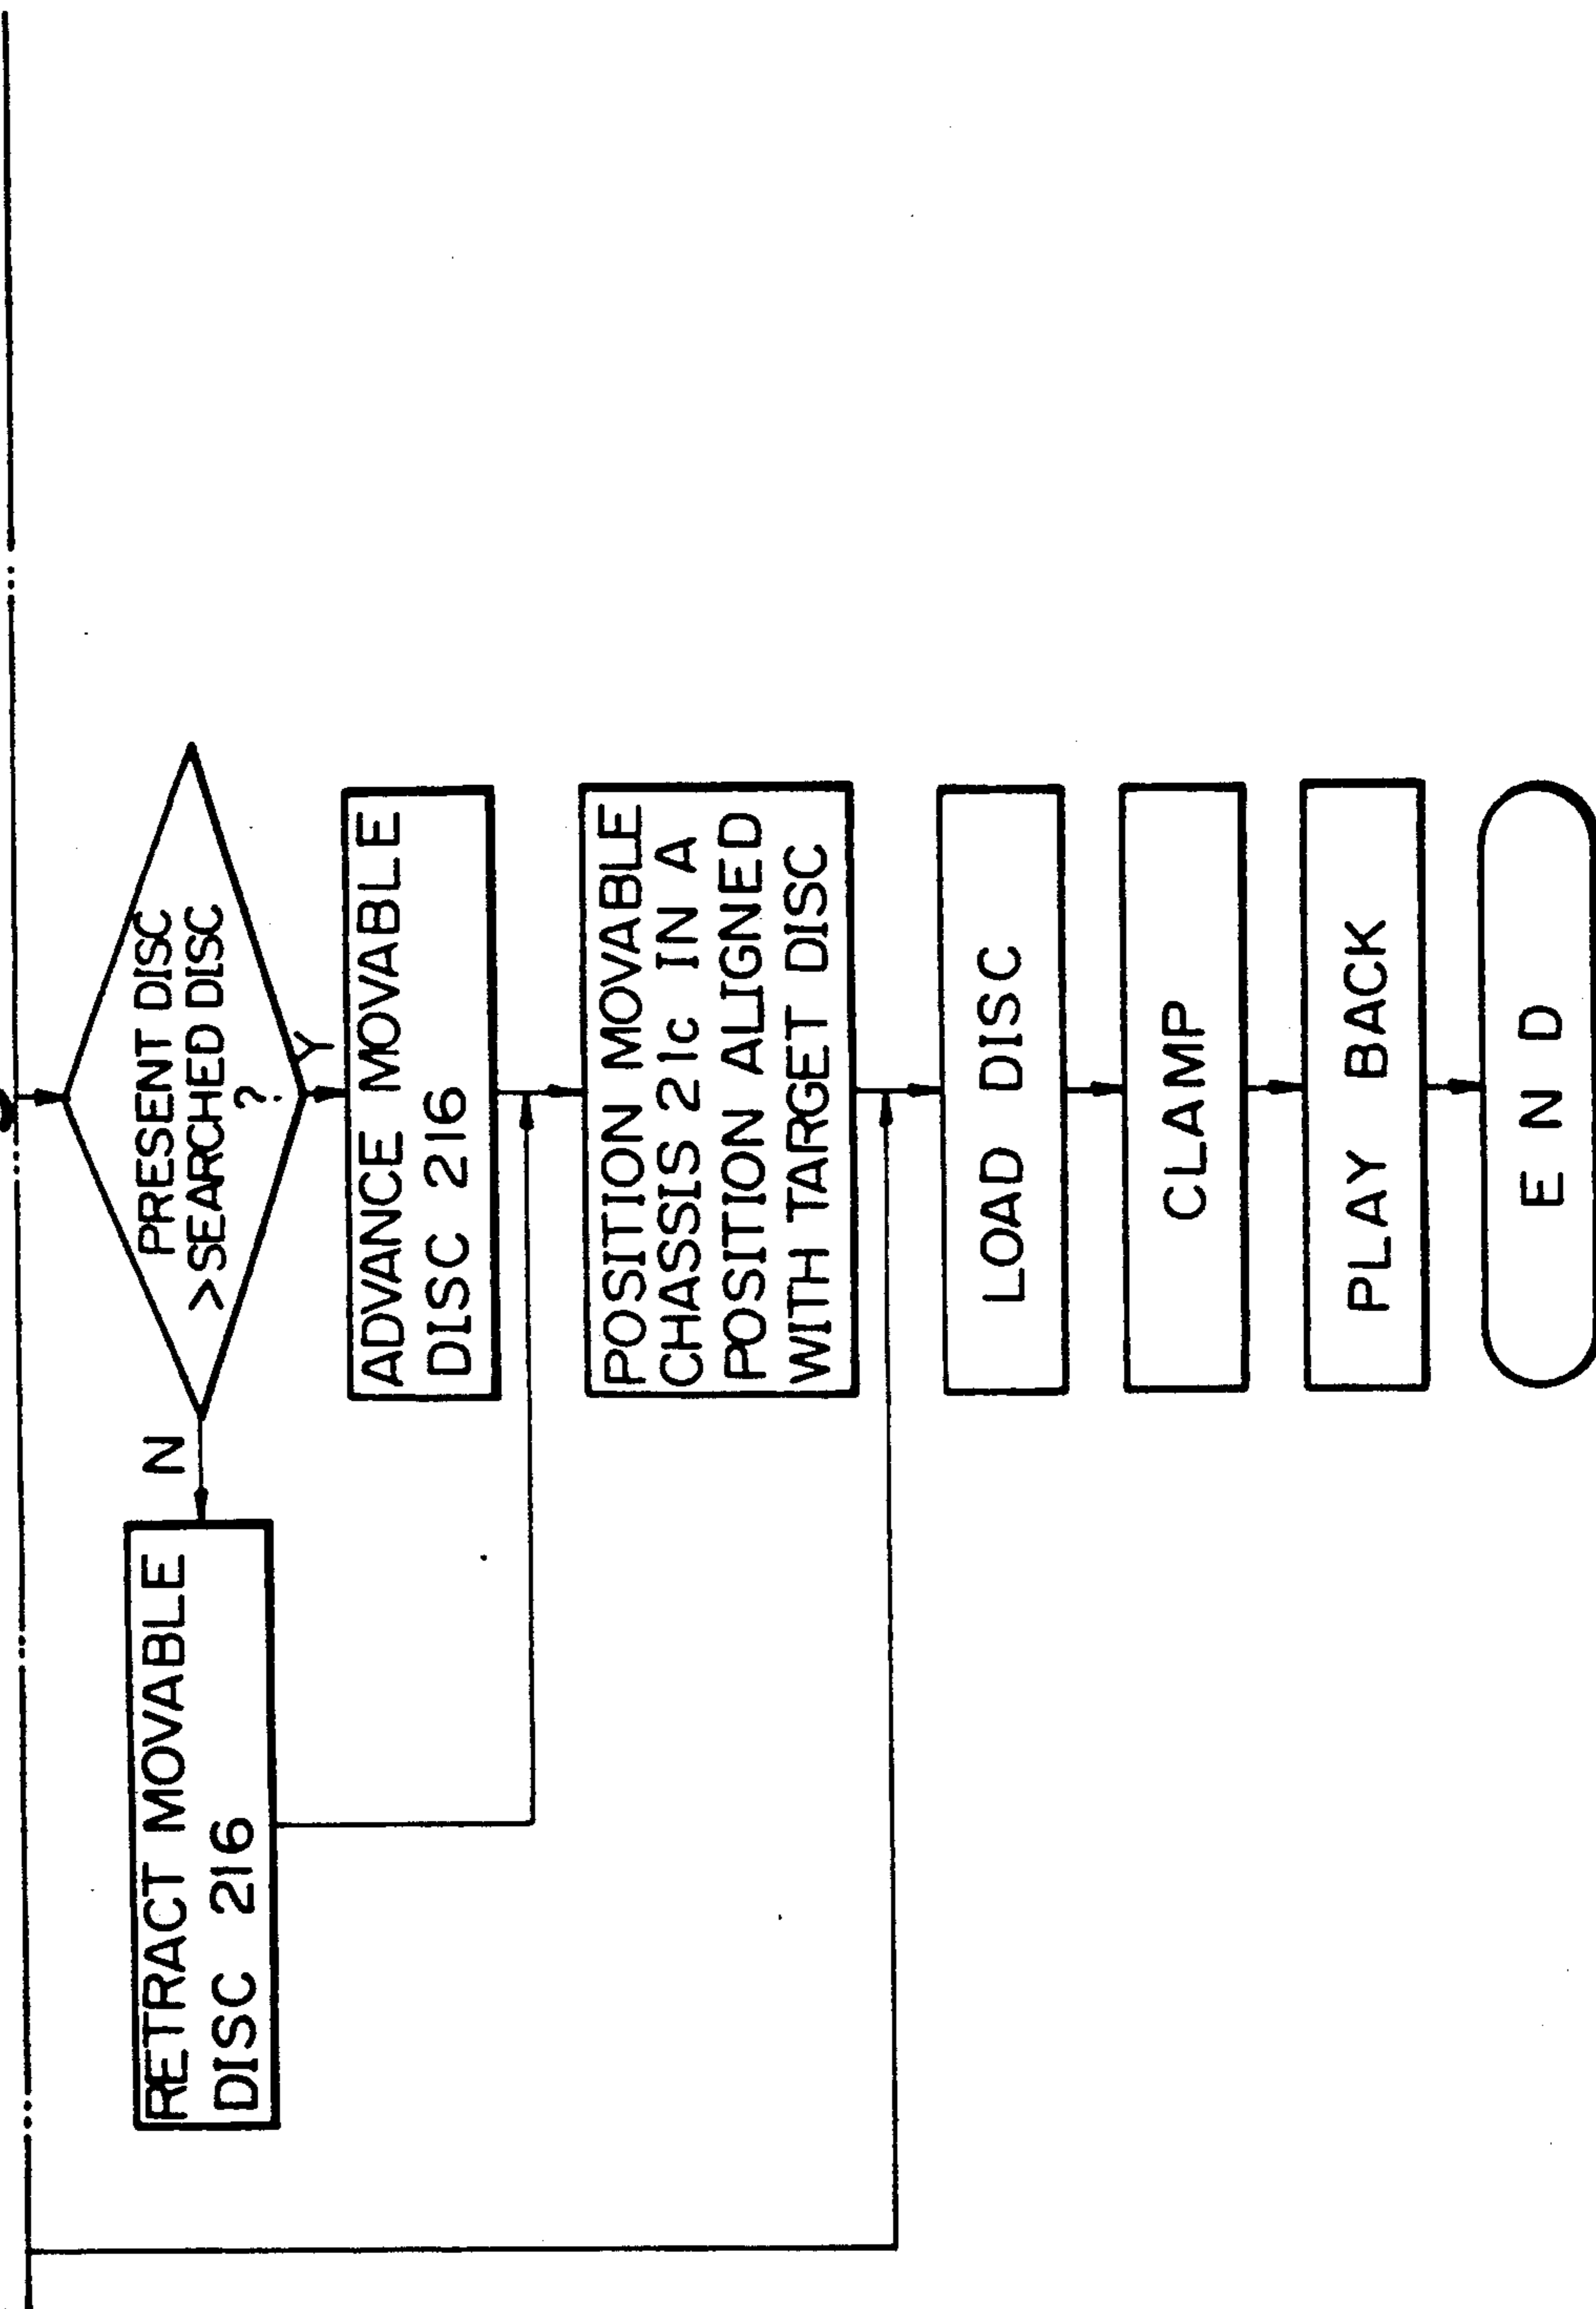 PRESENT DISC
>SEARCHED DISC
?
Y
N
RETRACT MOVABLE
DISC 216
ADVANCE MOVABLE
DISC 216
POSITION MOVABLE
CHASSIS 21c IN A
POSITION ALIGNED
WITH TARGET DISC
LOAD DISC
CLAMP
PLAY BACK
END